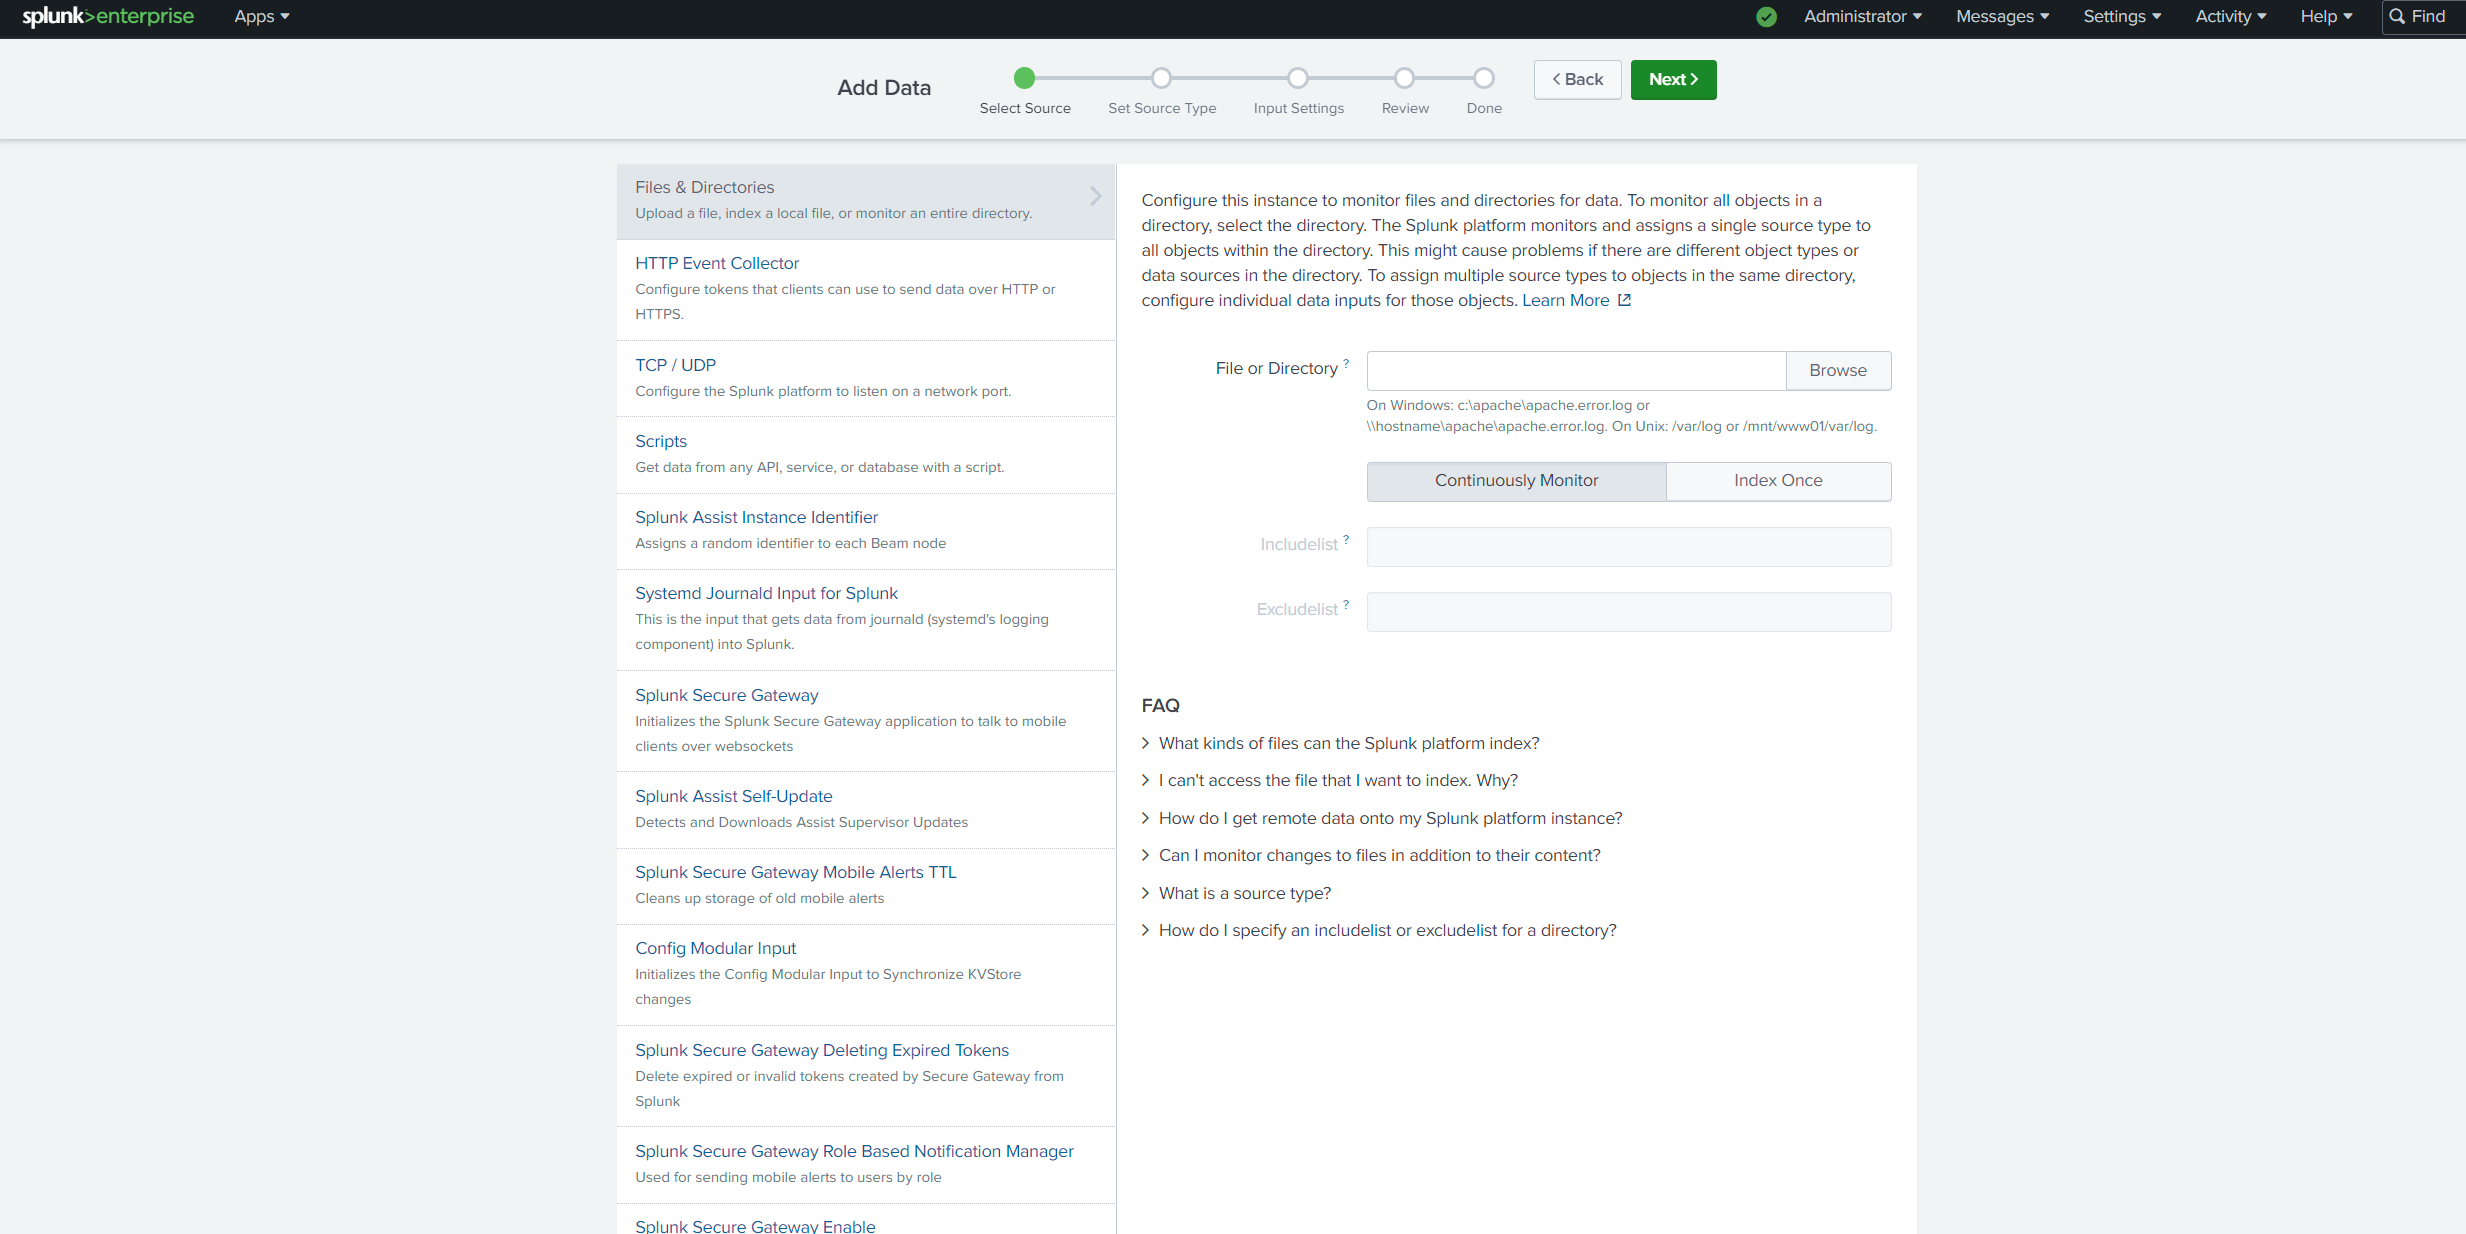 splunk>enterprise Apps Administrator Messages Settings Activity Help Find
Add Data
Select Source Set Source Type Input Settings Review Done
Back Next
Files & Directories
Upload a file, index a local file, or monitor an entire directory.
HTTP Event Collector
Configure tokens that clients can use to send data over HTTP or
HTTPS.
TCP / UDP
Configure the Splunk platform to listen on a network port.
Scripts
Get data from any API, service, or database with a script.
Splunk Assist Instance Identifier
Assigns a random identifier to each Beam node
Systemd Journald Input for Splunk
This is the input that gets data from journald (systemd's logging
component) into Splunk.
Splunk Secure Gateway
Initializes the Splunk Secure Gateway application to talk to mobile
clients over websockets
Splunk Assist Self-Update
Detects and Downloads Assist Supervisor Updates
Splunk Secure Gateway Mobile Alerts TTL
Cleans up storage of old mobile alerts
Config Modular Input
Initializes the Config Modular Input to Synchronize KVStore
changes
Splunk Secure Gateway Deleting Expired Tokens
Delete expired or invalid tokens created by Secure Gateway from
Splunk
Splunk Secure Gateway Role Based Notification Manager
Used for sending mobile alerts to users by role
Splunk Secure Gateway Enable
Configure this instance to monitor files and directories for data. To monitor all objects in a
directory, select the directory. The Splunk platform monitors and assigns a single source type to
all objects within the directory. This might cause problems if there are different object types or
data sources in the directory. To assign multiple source types to objects in the same directory,
configure individual data inputs for those objects. Learn More
File or Directory ? Browse
On Windows: c:\apache\apache.error.log or
\\hostname\apache\apache.error.log. On Unix: /var/log or /mnt/www01/var/log.
Continuously Monitor Index Once
Includelist ?
Excludelist ?
FAQ
> What kinds of files can the Splunk platform index?
> I can't access the file that I want to index. Why?
> How do I get remote data onto my Splunk platform instance?
> Can I monitor changes to files in addition to their content?
> What is a source type?
> How do I specify an includelist or excludelist for a directory?